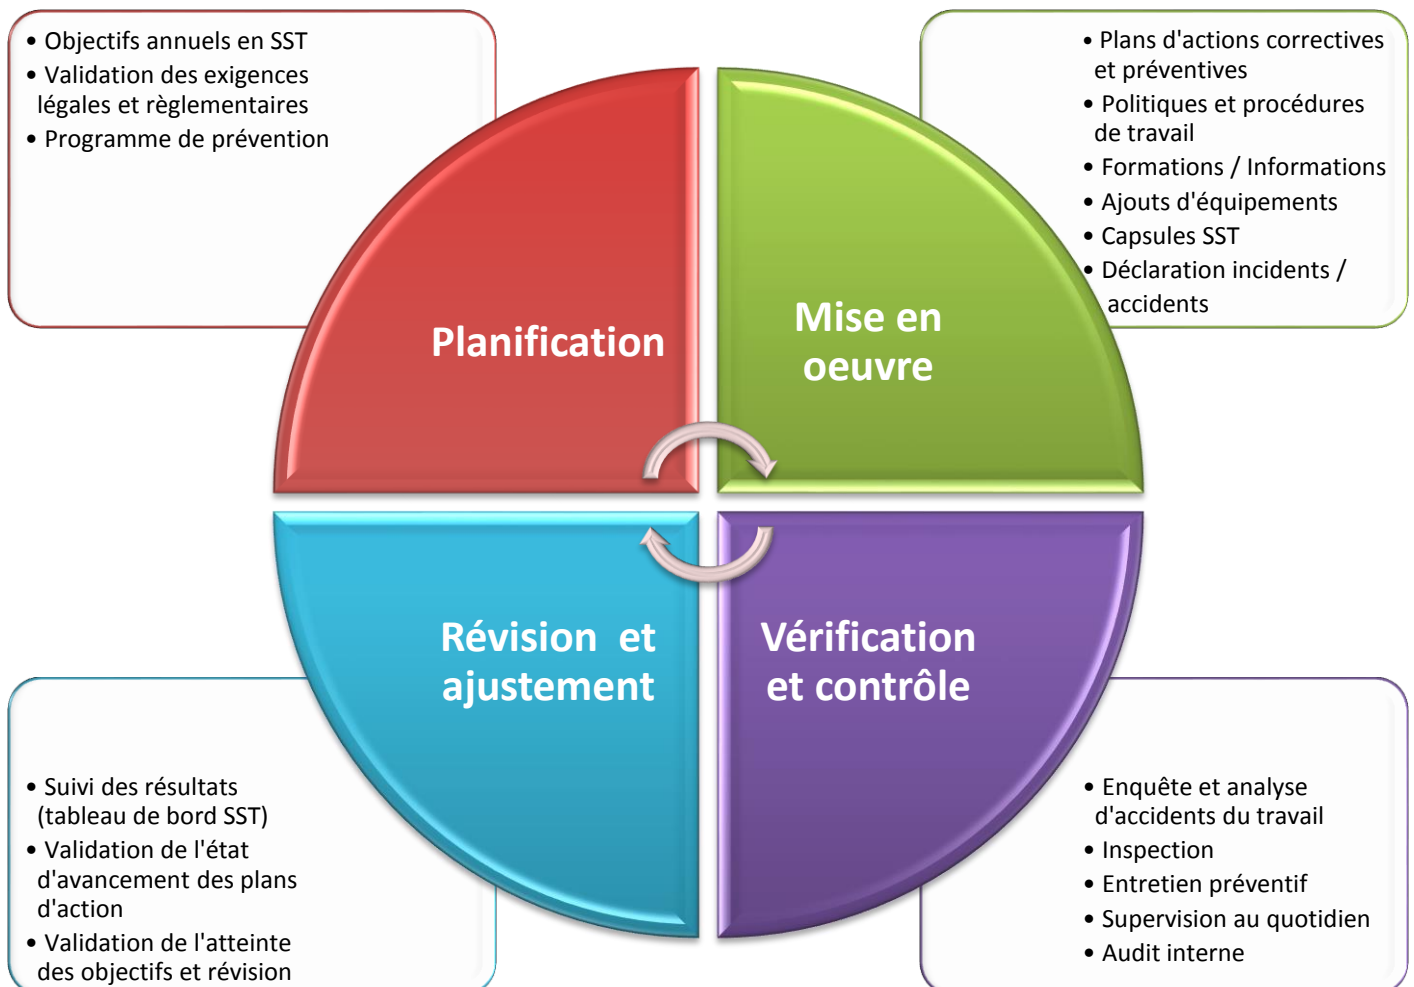 • Objectifs annuels en SST
• Validation des exigences
légales et règlementaires
• Programme de prévention
• Plans d'actions correctives
et préventives
• Politiques et procédures
de travail
• Formations / Informations
• Ajouts d'équipements
• Capsules SST
• Déclaration incidents /
accidents
Planification
Mise en
oeuvre
Révision et
ajustement
Vérification
et contrôle
• Suivi des résultats
(tableau de bord SST)
• Validation de l'état
d'avancement des plans
d'action
• Validation de l'atteinte
des objectifs et révision
• Enquête et analyse
d'accidents du travail
• Inspection
• Entretien préventif
• Supervision au quotidien
• Audit interne